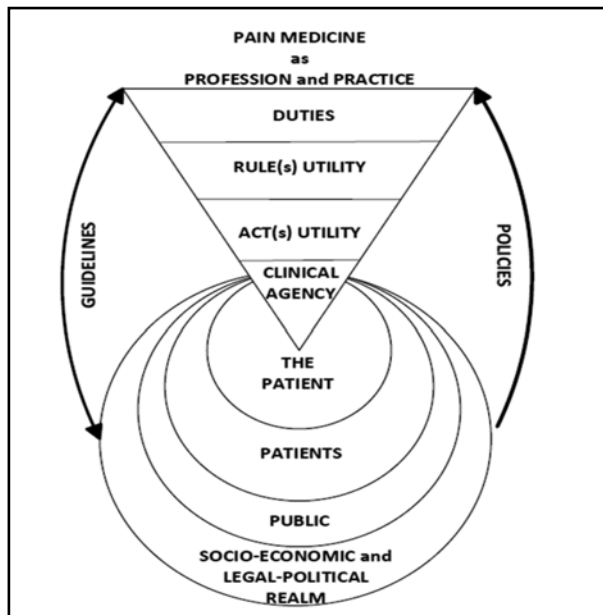 PAIN MEDICINE
as
PROFESSION and PRACTICE
DUTIES
RULE(s) UTILITY
ACT(s) UTILITY
CLINICAL
AGENCY
GUIDELINES
POLICIES
THE
PATIENT
PATIENTS
PUBLIC
SOCIO-ECONOMIC and
LEGAL-POLITICAL
REALM